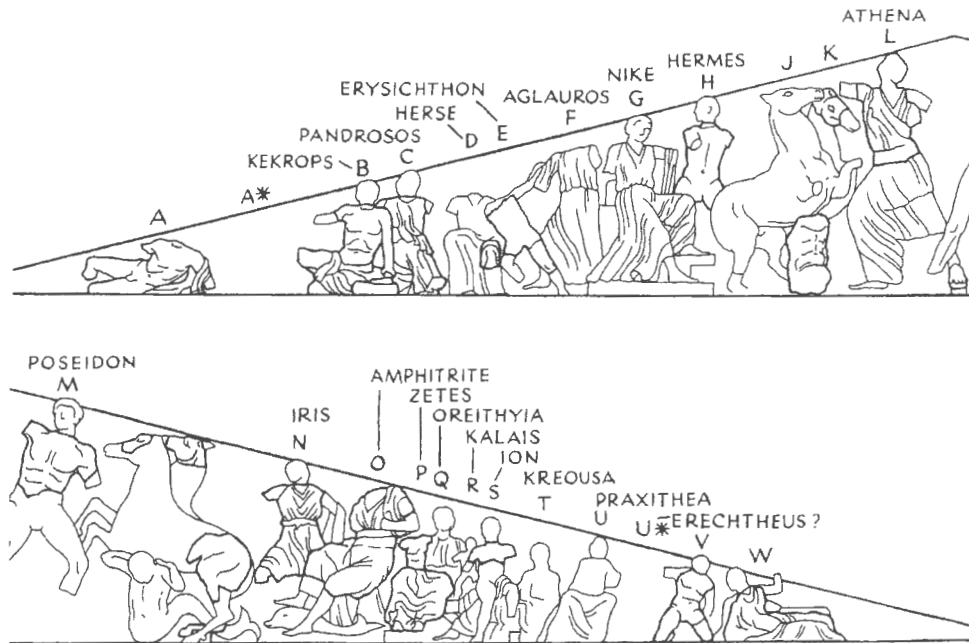 ATHENA
L
K
J
HERMES
H
NIKE
G
AGLAUROS
F
ERYSICHTHON
E
HERSE
D
PANDROSOS
C
KEKROPS
B
A*
A
POSEIDON
M
IRIS
N
AMPHITRITE
O
ZETES
P
OREITHYIA
Q
KALAIS
R
ION
S
KREOUSA
T
PRAXITHEA
U
U* ERECHTHEUS?
V
W